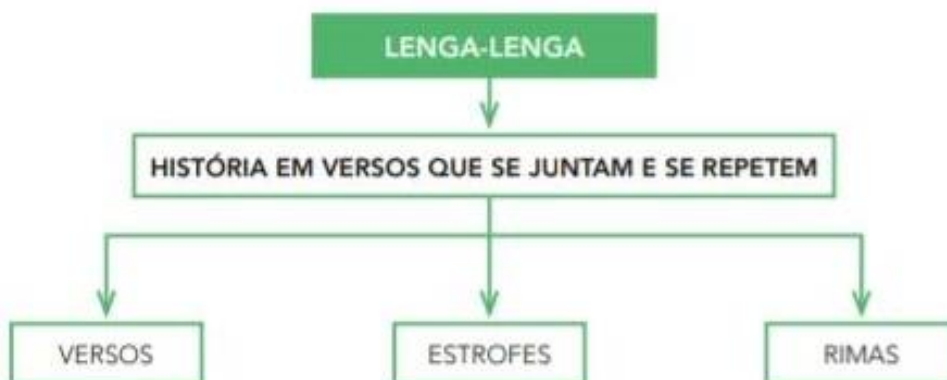 LENGA-LENGA
HISTÓRIA EM VERSOS QUE SE JUNTAM E SE REPETEM
VERSOS
ESTROFES
RIMAS